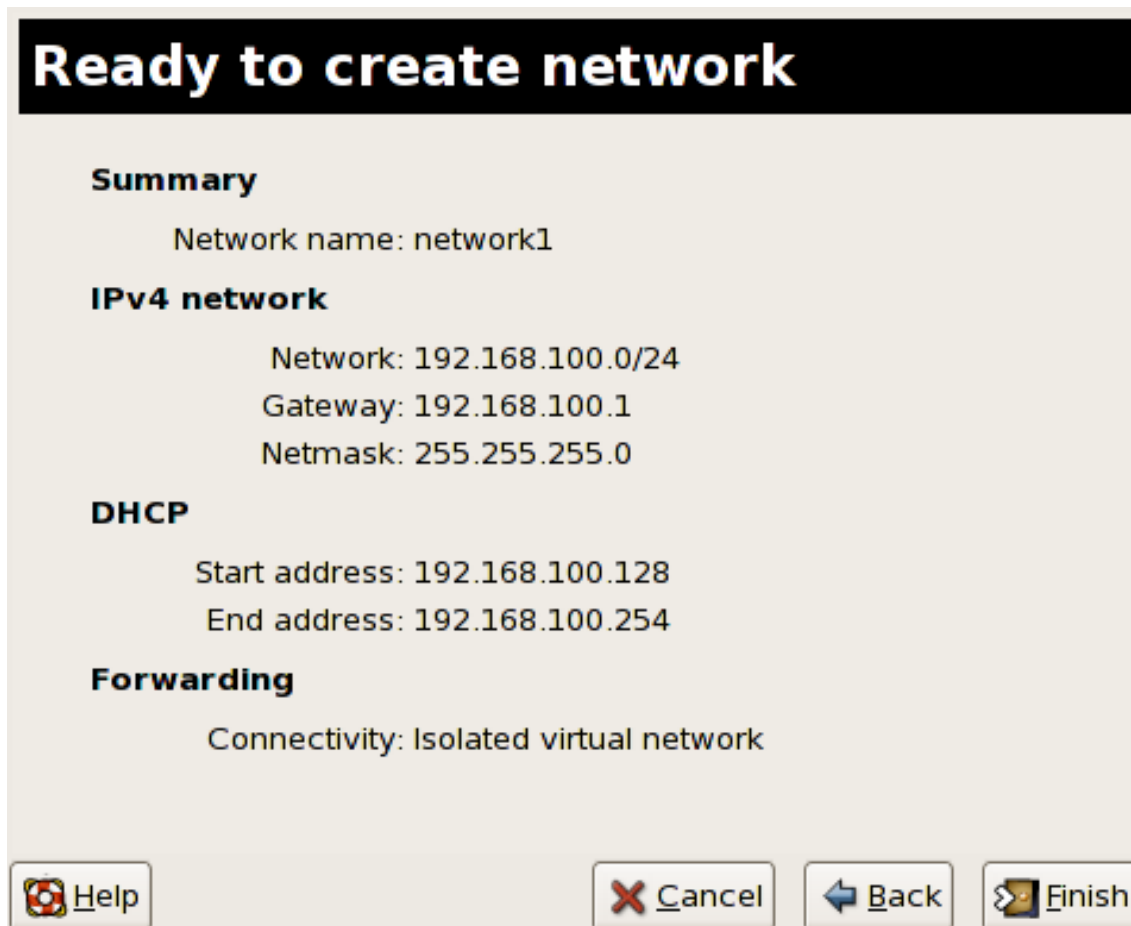 Ready to create network
Summary
Network name: network1
IPv4 network
Network: 192.168.100.0/24
Gateway: 192.168.100.1
Netmask: 255.255.255.0
DHCP
Start address: 192.168.100.128
End address: 192.168.100.254
Forwarding
Connectivity: Isolated virtual network
Help Cancel Back Finish